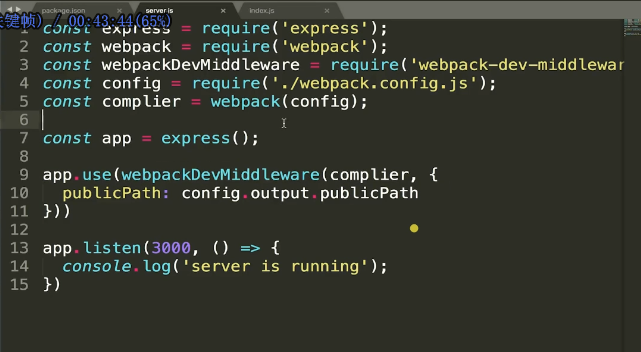 package.json server.js index.js
键帧) / 00:43:44(65%)
1 const express = require('express');
2 const webpack = require('webpack');
3 const webpackDevMiddleware = require('webpack-dev-middlewar
4 const config = require('./webpack.config.js');
5 const complier = webpack(config);
6
7 const app = express();
8
9 app.use(webpackDevMiddleware(complier, {
10 publicPath: config.output.publicPath
11 }))
12
13 app.listen(3000, () => {
14 console.log('server is running');
15 })